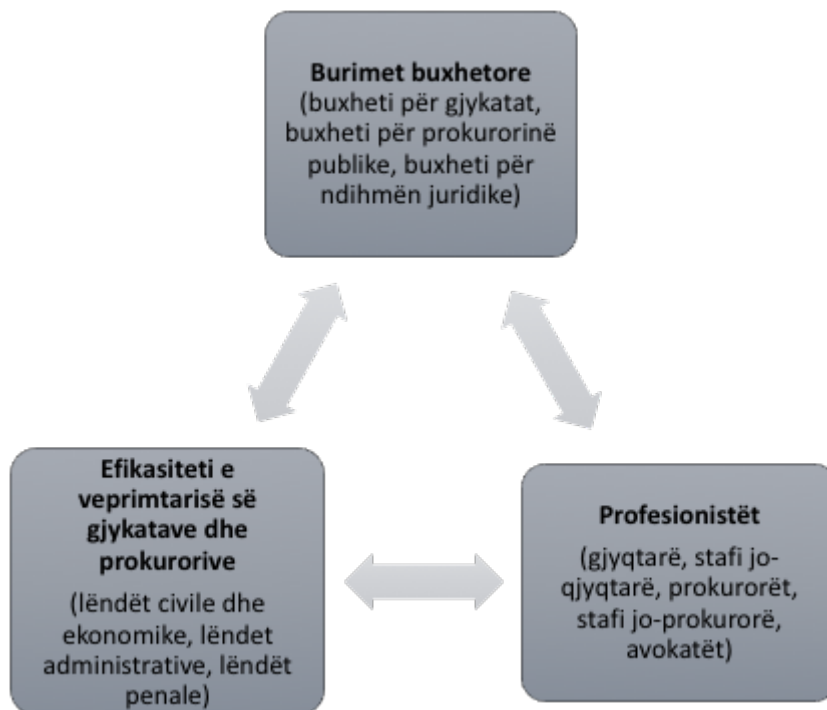 Burimet buxhetore
(buxheti për gjykatat,
buxheti për prokurorinë
publike, buxheti për
ndihmën juridike)
Efikasiteti e
veprimtarisë së
gjykatave dhe
prokurorive
(lëndët civile dhe
ekonomike, lëndet
administrative, lëndët
penale)
Profesionistët
(gjyqtarë, stafi jo-
qjyqtarë, prokurorët,
stafi jo-prokurorë,
avokatët)